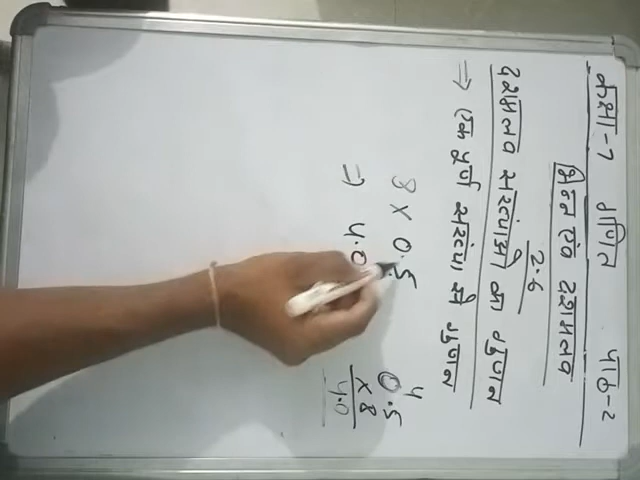 कक्षा-7 गणित पाठ-2
भिन्न एंव दशमलव
2.6
दशमलव संख्याओ का गुणन
⇒ एक पूर्ण संख्या से गुणन
8 × 0.5
⇒ 4.0
4
0.5
× 8
4.0